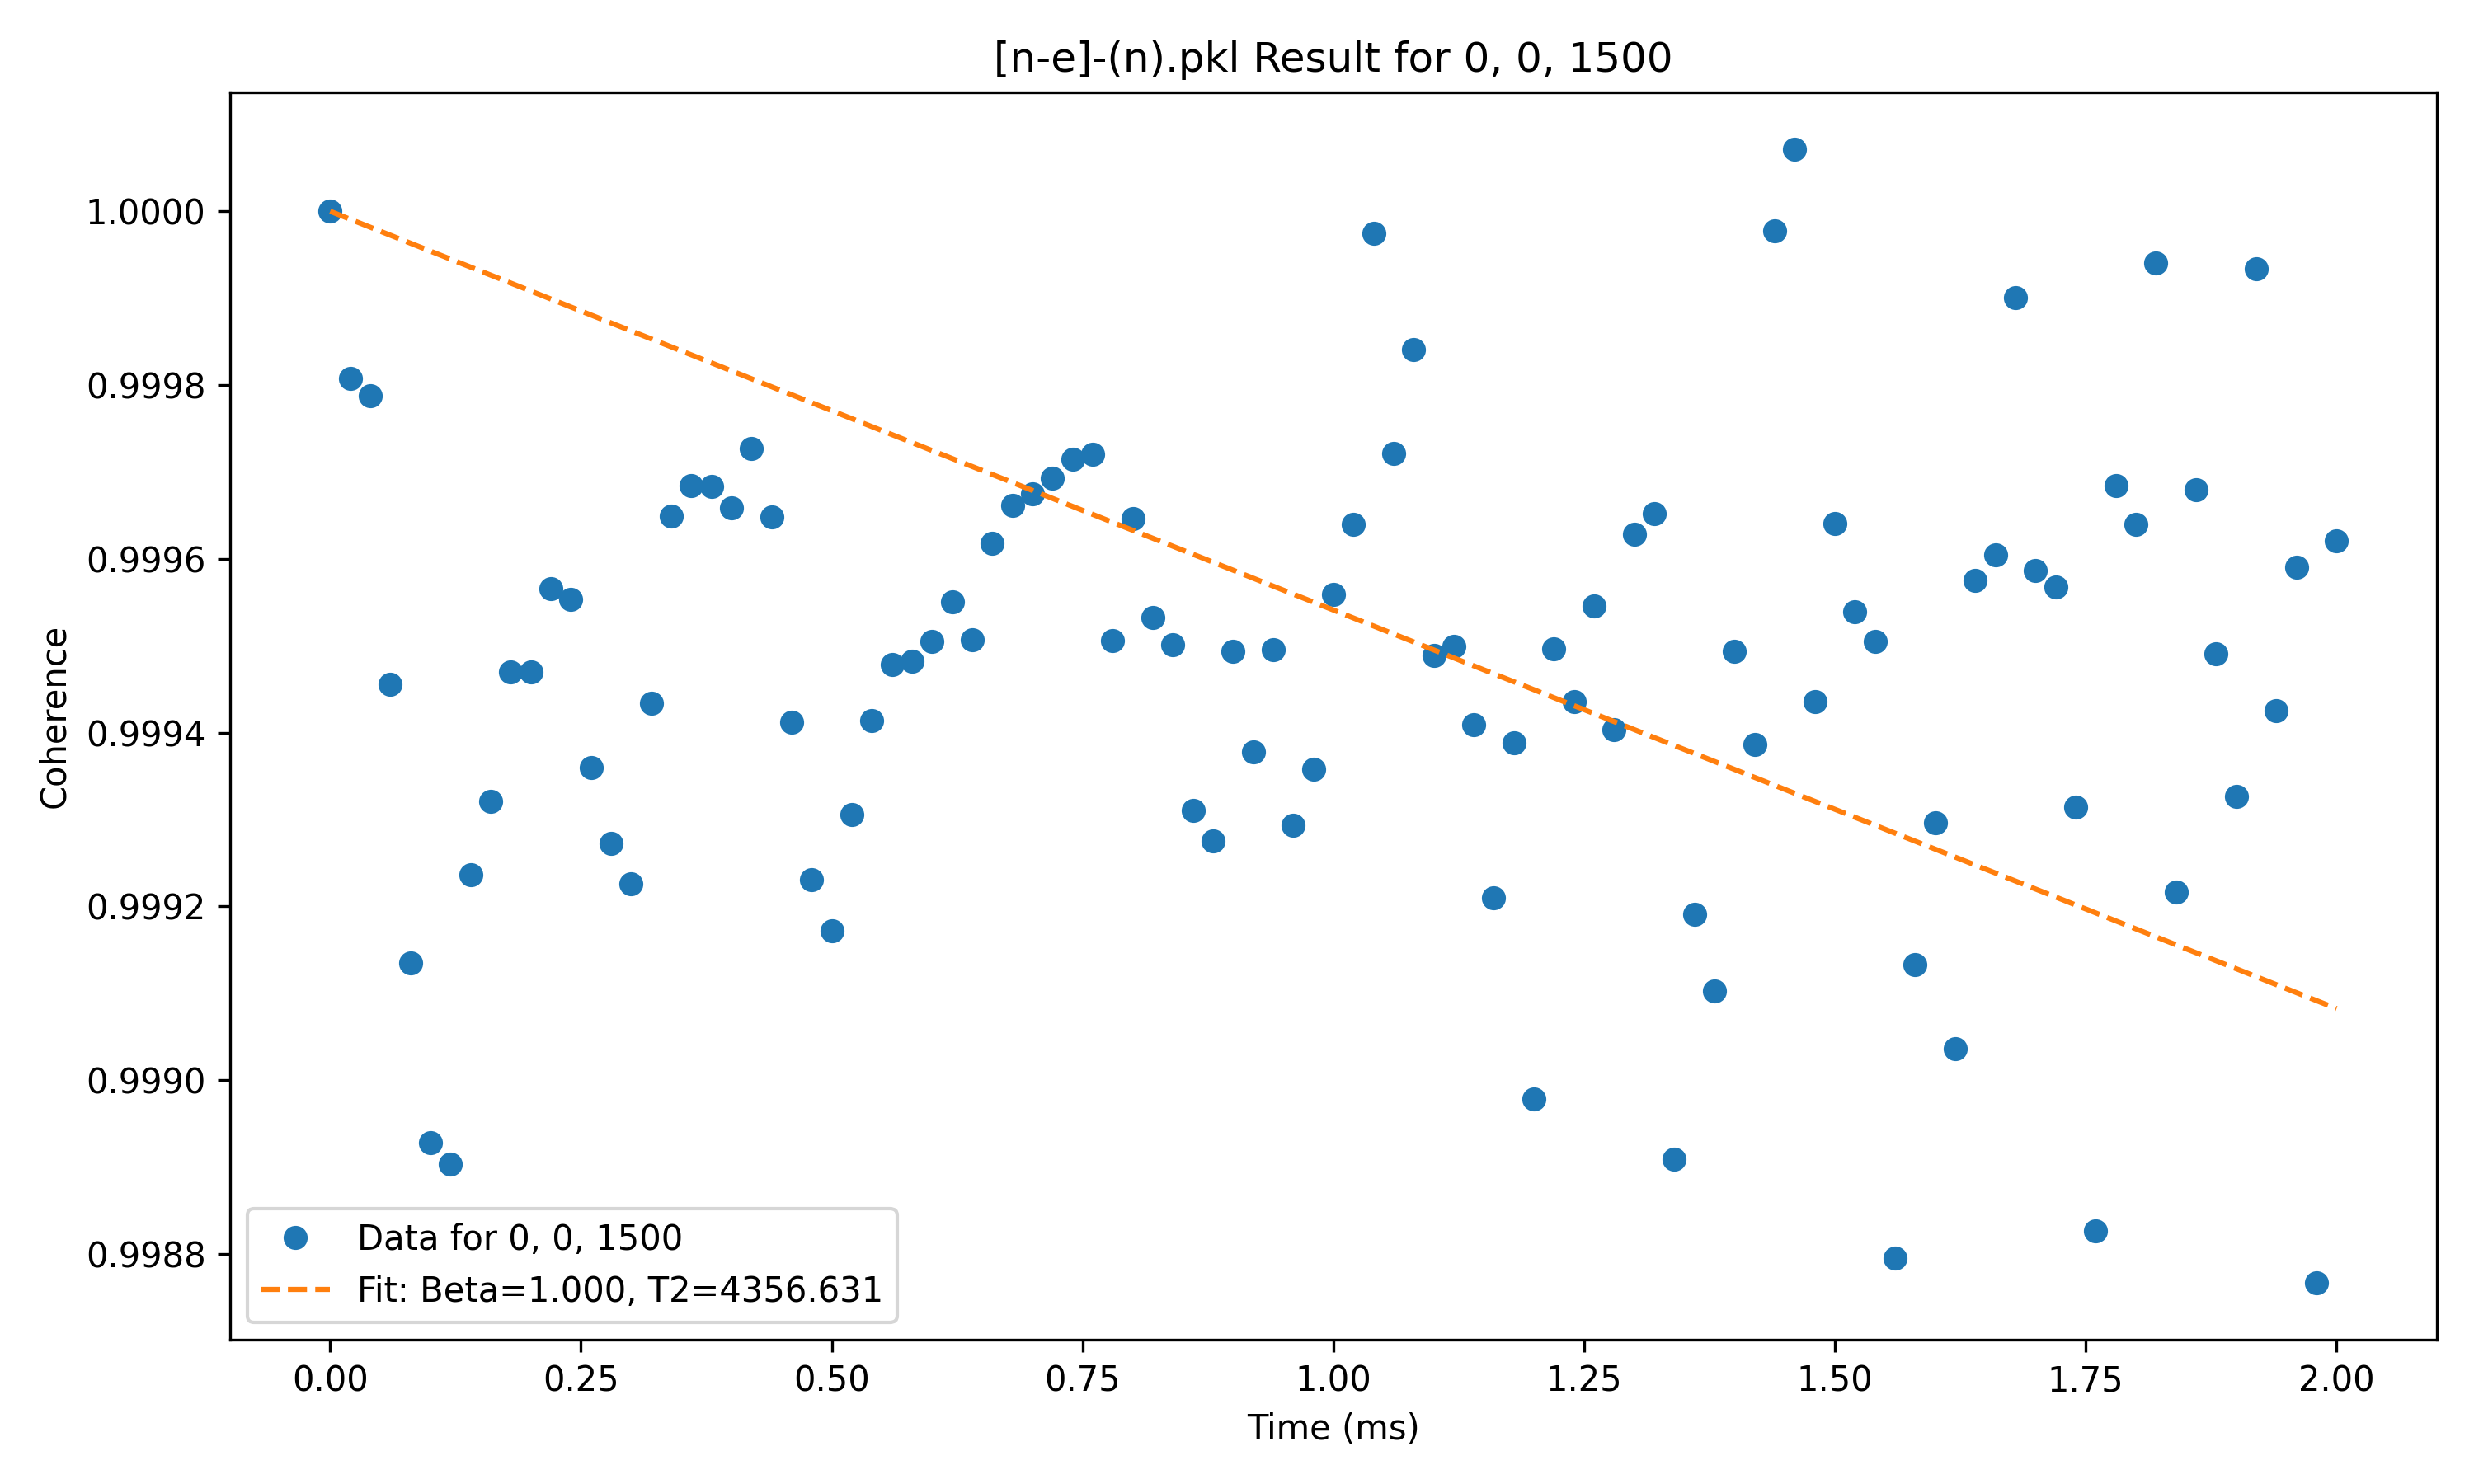 [n-e]-(n).pkl Result for 0, 0, 1500
Coherence
1.0000
0.9998
0.9996
0.9994
0.9992
0.9990
0.9988
Data for 0, 0, 1500
Fit: Beta=1.000, T2=4356.631
0.00 0.25 0.50 0.75 1.00 1.25 1.50 1.75 2.00
Time (ms)